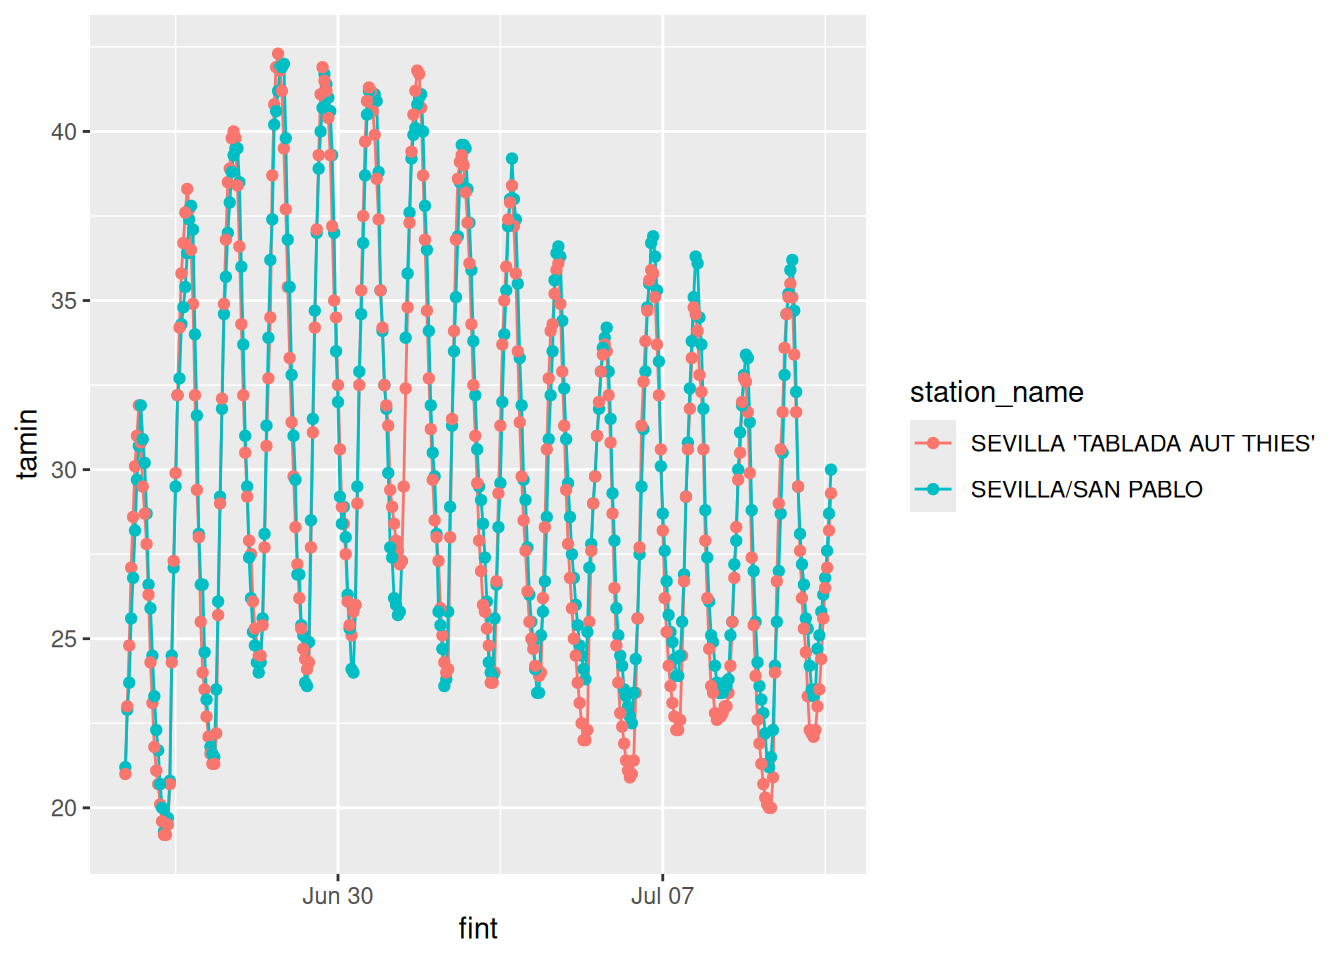 40
35
30
25
20
tamin
Jun 30
Jul 07
fint
station_name
SEVILLA 'TABLADA AUT THIES'
SEVILLA/SAN PABLO